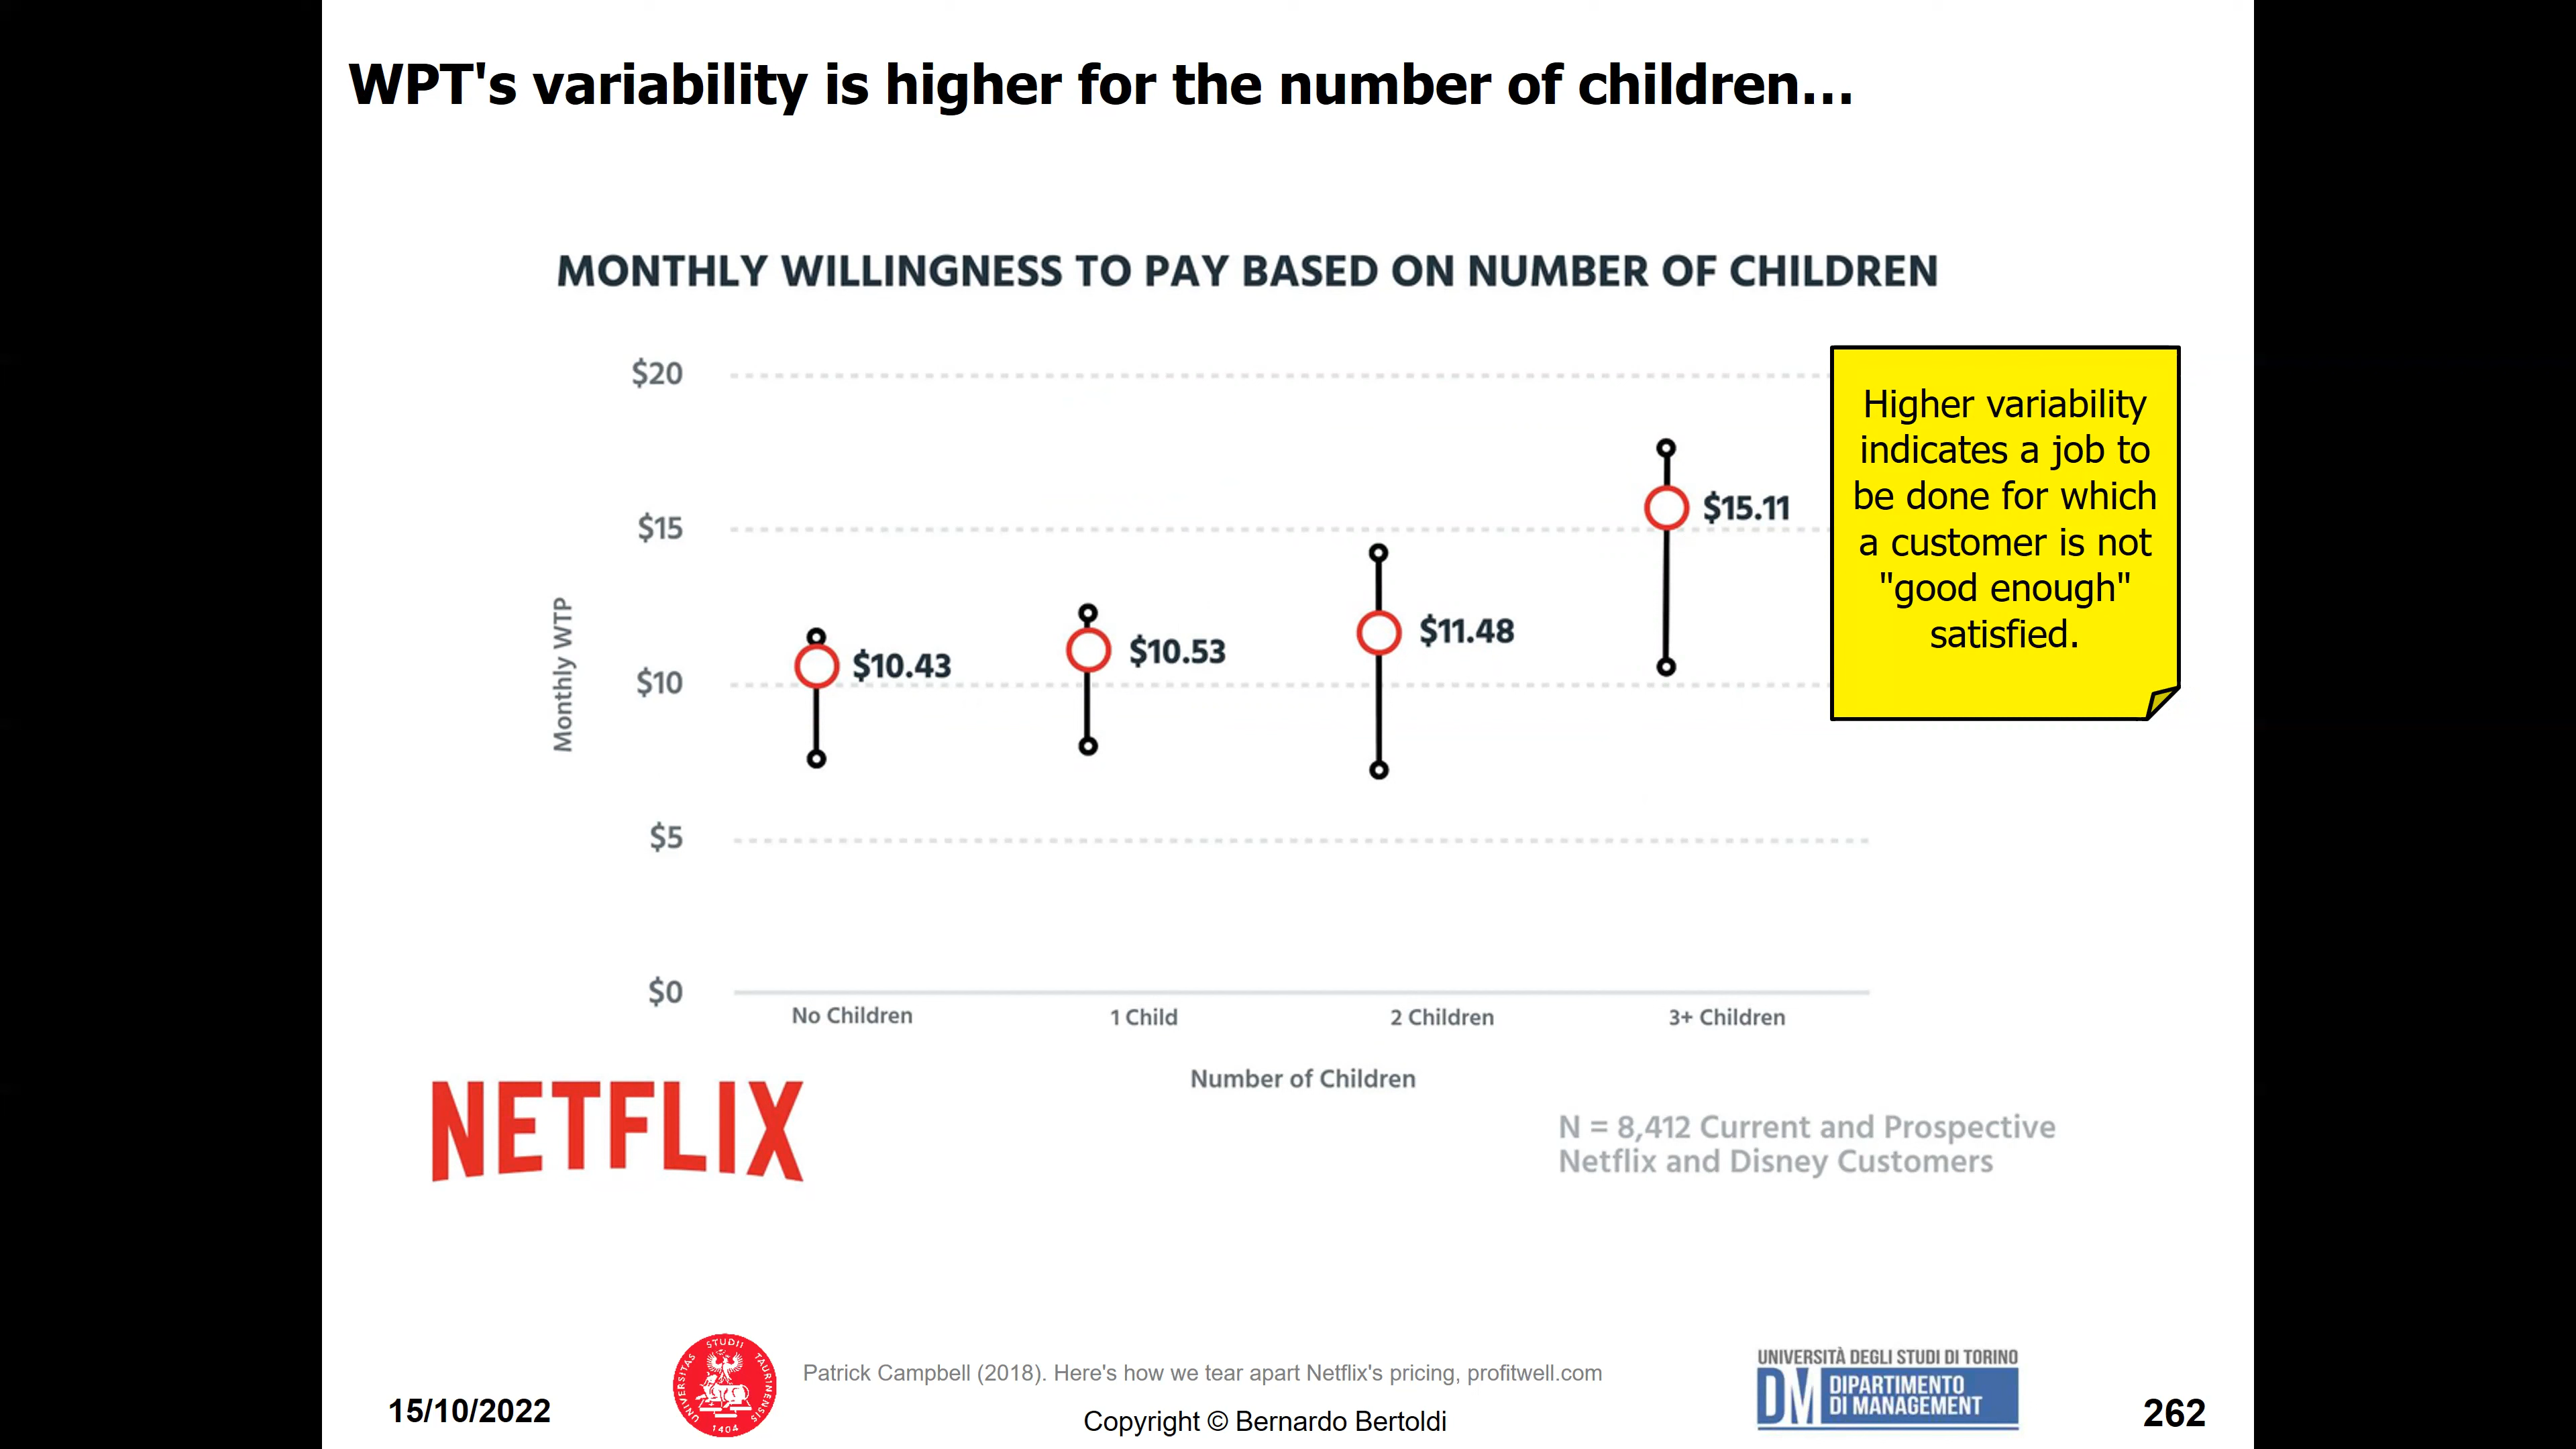 WPT's variability is higher for the number of children...
MONTHLY WILLINGNESS TO PAY BASED ON NUMBER OF CHILDREN
$20
$15
$10
$5
$0
Monthly WTP
$10.43
$10.53
$11.48
$15.11
No Children
1 Child
2 Children
3+ Children
Number of Children
Higher variability
indicates a job to
be done for which
a customer is not
"good enough"
satisfied.
NETFLIX
N = 8,412 Current and Prospective
Netflix and Disney Customers
15/10/2022
UNIVERSITAS STUDII TAURINENSIS
1404
Patrick Campbell (2018). Here's how we tear apart Netflix's pricing, profitwell.com
Copyright © Bernardo Bertoldi
UNIVERSITÀ DEGLI STUDI DI TORINO
DM
DIPARTIMENTO
DI MANAGEMENT
262